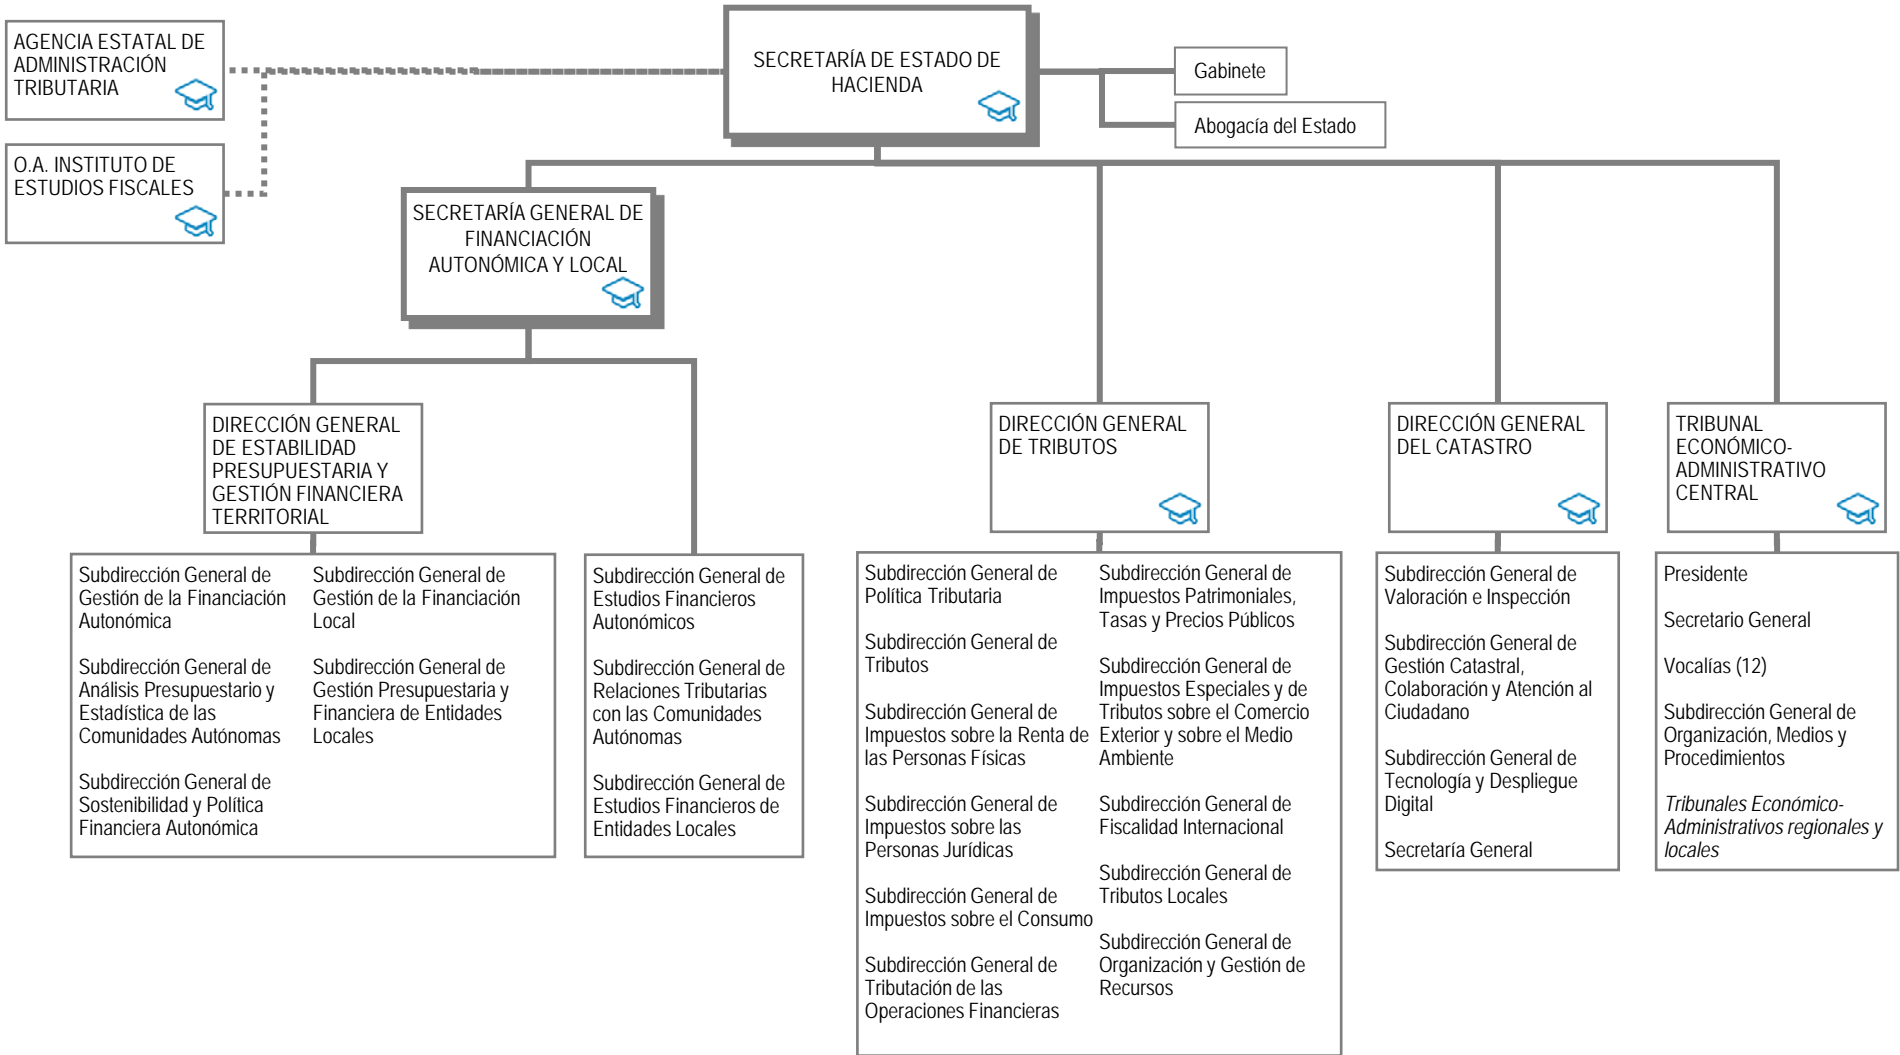 AGENCIA ESTATAL DE
ADMINISTRACIÓN
TRIBUTARIA
O.A. INSTITUTO DE
ESTUDIOS FISCALES
SECRETARÍA DE ESTADO DE
HACIENDA
Gabinete
Abogacía del Estado
SECRETARÍA GENERAL DE
FINANCIACIÓN
AUTONÓMICA Y LOCAL
DIRECCIÓN GENERAL
DE ESTABILIDAD
PRESUPUESTARIA Y
GESTIÓN FINANCIERA
TERRITORIAL
DIRECCIÓN GENERAL
DE TRIBUTOS
DIRECCIÓN GENERAL
DEL CATASTRO
TRIBUNAL
ECONÓMICO-
ADMINISTRATIVO
CENTRAL
Subdirección General de
Gestión de la Financiación
Autonómica
Subdirección General de
Análisis Presupuestario y
Estadística de las
Comunidades Autónomas
Subdirección General de
Sostenibilidad y Política
Financiera Autonómica
Subdirección General de
Gestión de la Financiación
Local
Subdirección General de
Gestión Presupuestaria y
Financiera de Entidades
Locales
Subdirección General de
Estudios Financieros
Autonómicos
Subdirección General de
Relaciones Tributarias
con las Comunidades
Autónomas
Subdirección General de
Estudios Financieros de
Entidades Locales
Subdirección General de
Política Tributaria
Subdirección General de
Tributos
Subdirección General de
Impuestos sobre la Renta de
las Personas Físicas
Subdirección General de
Impuestos sobre las
Personas Jurídicas
Subdirección General de
Impuestos sobre el Consumo
Subdirección General de
Tributación de las
Operaciones Financieras
Subdirección General de
Impuestos Patrimoniales,
Tasas y Precios Públicos
Subdirección General de
Impuestos Especiales y de
Tributos sobre el Comercio
Exterior y sobre el Medio
Ambiente
Subdirección General de
Fiscalidad Internacional
Subdirección General de
Tributos Locales
Subdirección General de
Organización y Gestión de
Recursos
Subdirección General de
Valoración e Inspección
Subdirección General de
Gestión Catastral,
Colaboración y Atención al
Ciudadano
Subdirección General de
Tecnología y Despliegue
Digital
Secretaría General
Presidente
Secretario General
Vocalías (12)
Subdirección General de
Organización, Medios y
Procedimientos
Tribunales Económico-
Administrativos regionales y
locales